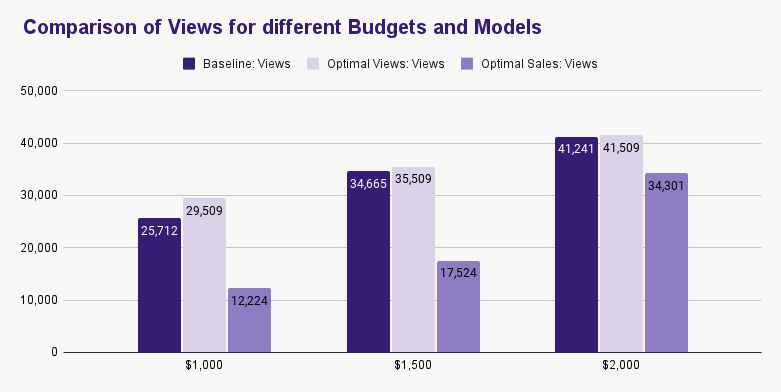 Comparison of Views for different Budgets and Models
Baseline: Views Optimal Views: Views Optimal Sales: Views
50,000
40,000
30,000
20,000
10,000
0
25,712 29,509 12,224
34,665 35,509 17,524
41,241 41,509 34,301
$1,000 $1,500 $2,000